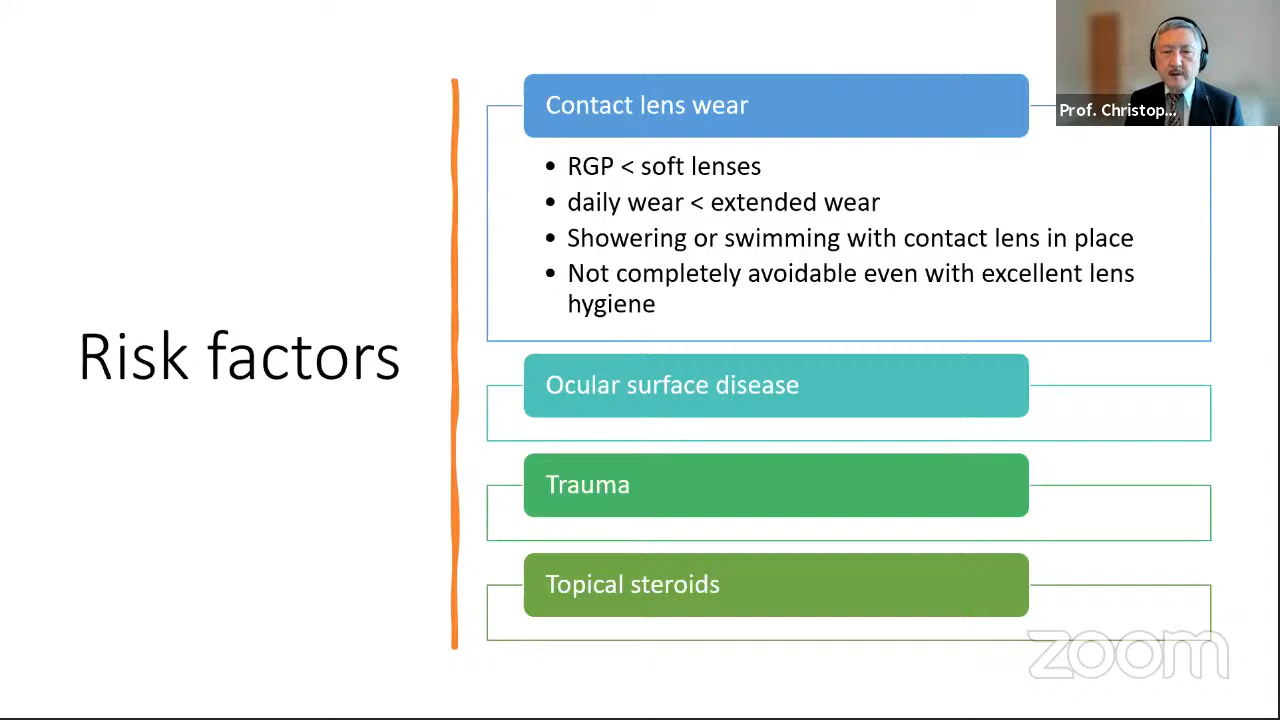 Prof. Christop...
Contact lens wear
• RGP < soft lenses
• daily wear < extended wear
• Showering or swimming with contact lens in place
• Not completely avoidable even with excellent lens
hygiene
Risk factors
Ocular surface disease
Trauma
Topical steroids
zoom